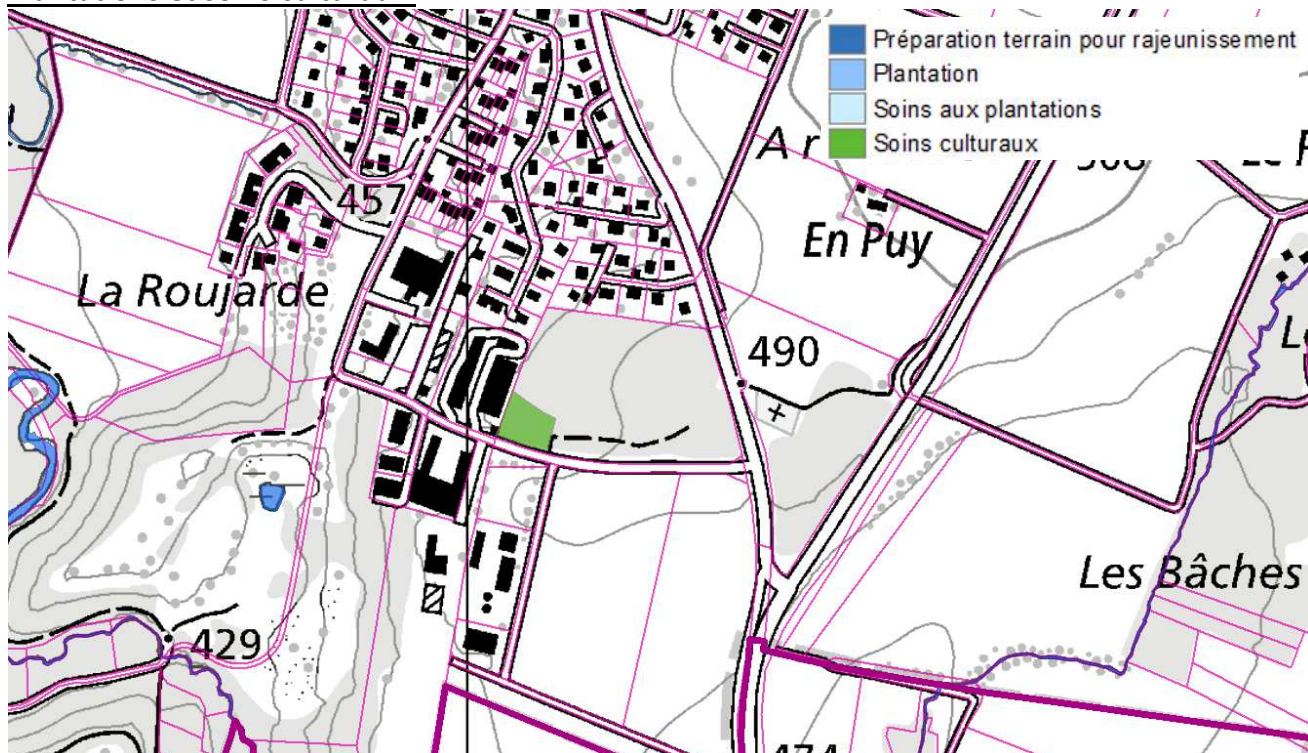 Préparation terrain pour rajeunissement
Plantation
Soins aux plantations
Soins culturaux
457
La Roujarde
En Puy
490
Les Bâches
429